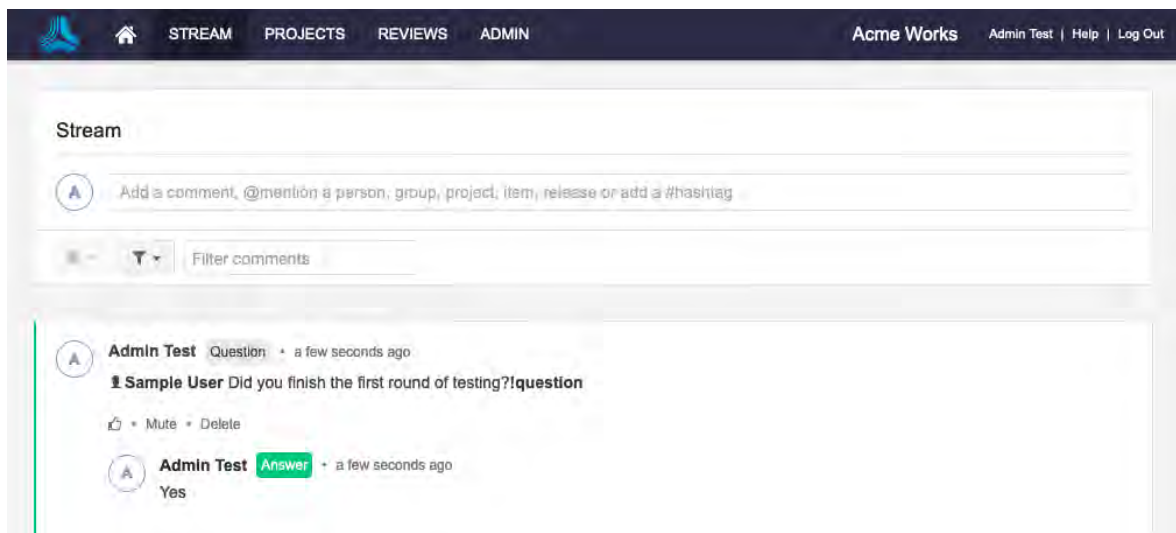 STREAM PROJECTS REVIEWS ADMIN Acme Works Admin Test | Help | Log Out
Stream
A Add a comment, @mention a person, group, project, item, release or add a #hashtag
Filter comments
A Admin Test Question • a few seconds ago
Sample User Did you finish the first round of testing?!question
• Mute • Delete
A Admin Test Answer • a few seconds ago
Yes